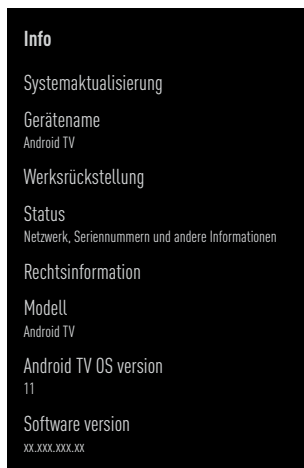 Info
Systemaktualisierung
Gerätename
Android TV
Werksrückstellung
Status
Netzwerk, Seriennummern und andere Informationen
Rechtsinformation
Modell
Android TV
Android TV OS version
11
Software version
xx.xxx.xxx.xx